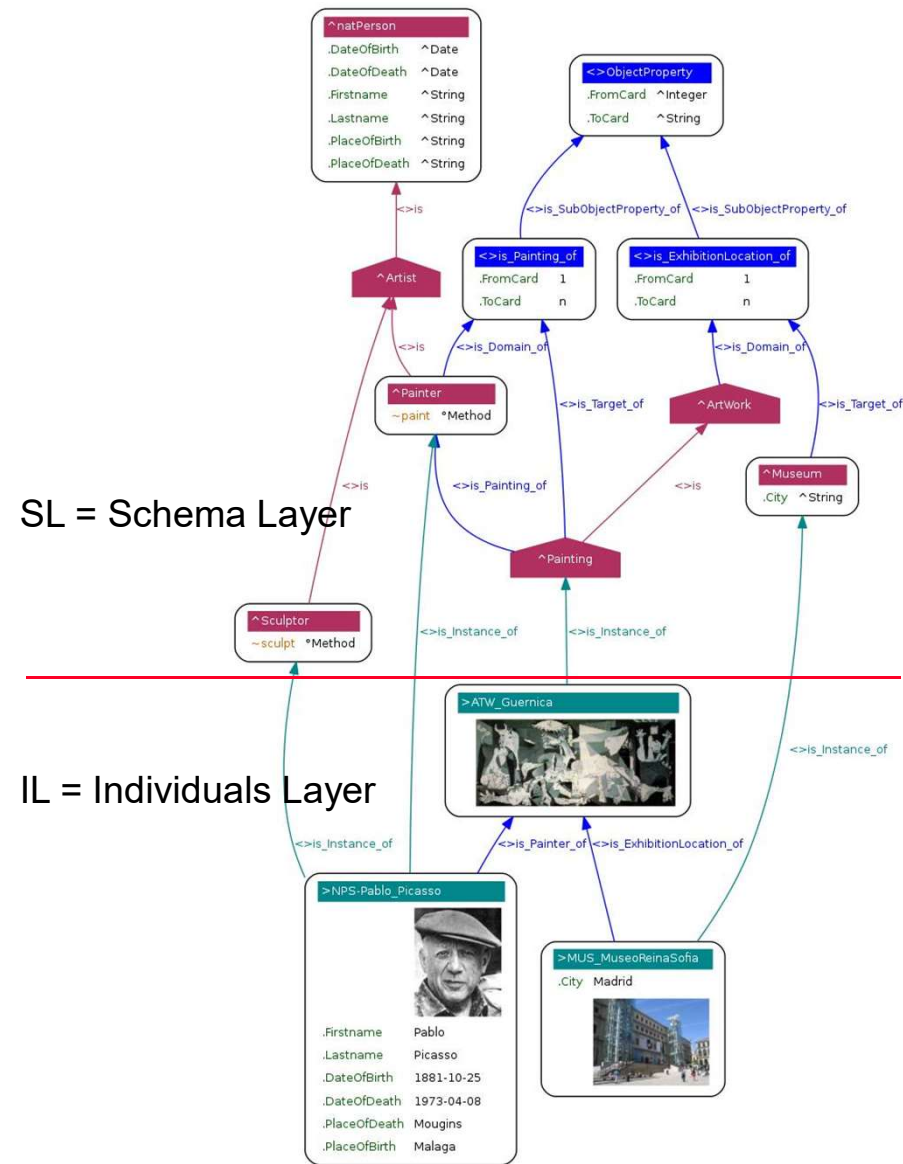 ^natPerson
.DateOfBirth ^Date
.DateOfDeath ^Date
.Firstname ^String
.Lastname ^String
.PlaceOfBirth ^String
.PlaceOfDeath ^String
<>ObjectProperty
.FromCard ^Integer
.ToCard ^String
<>is
<>is_SubObjectProperty_of
<>is_SubObjectProperty_of
^Artist
<>is_Painting_of
.FromCard 1
.ToCard n
<>is_ExhibitionLocation_of
.FromCard 1
.ToCard n
<>is
<>is_Domain_of
<>is_Domain_of
^Painter
~paint °Method
<>is_Target_of
^ArtWork
<>is_Target_of
<>is
<>is_Painting_of
<>is
^Museum
.City ^String
SL = Schema Layer
^Painting
^Sculptor
~sculpt °Method
<>is_Instance_of
<>is_Instance_of
>ATW_Guernica
<>is_Instance_of
IL = Individuals Layer
<>is_Instance_of
<>is_Painter_of
<>is_ExhibitionLocation_of
>NPS-Pablo_Picasso
.Firstname Pablo
.Lastname Picasso
.DateOfBirth 1881-10-25
.DateOfDeath 1973-04-08
.PlaceOfDeath Mougins
.PlaceOfBirth Malaga
>MUS_MuseoReinaSofia
.City Madrid